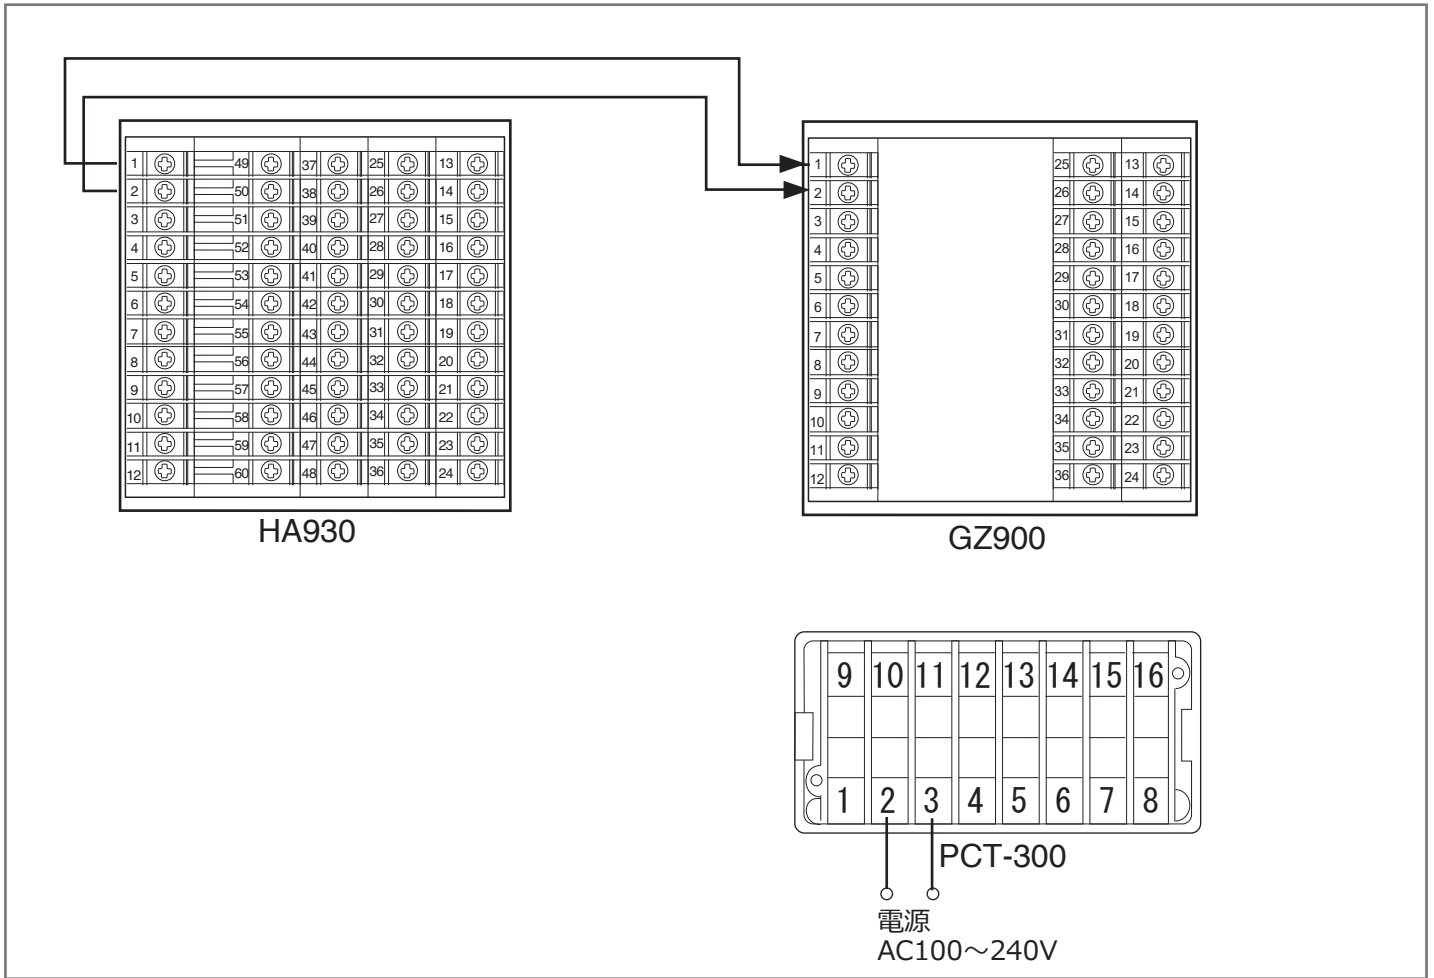 1 49 37 25 13
2 50 38 26 14
3 51 39 27 15
4 52 40 28 16
5 53 41 29 17
6 54 42 30 18
7 55 43 31 19
8 56 44 32 20
9 57 45 33 21
10 58 46 34 22
11 59 47 35 23
12 60 48 36 24
HA930
1 25 13
2 26 14
3 27 15
4 28 16
5 29 17
6 30 18
7 31 19
8 32 20
9 33 21
10 34 22
11 35 23
12 36 24
GZ900
9 10 11 12 13 14 15 16
1 2 3 4 5 6 7 8
PCT-300
電源
AC100～240V